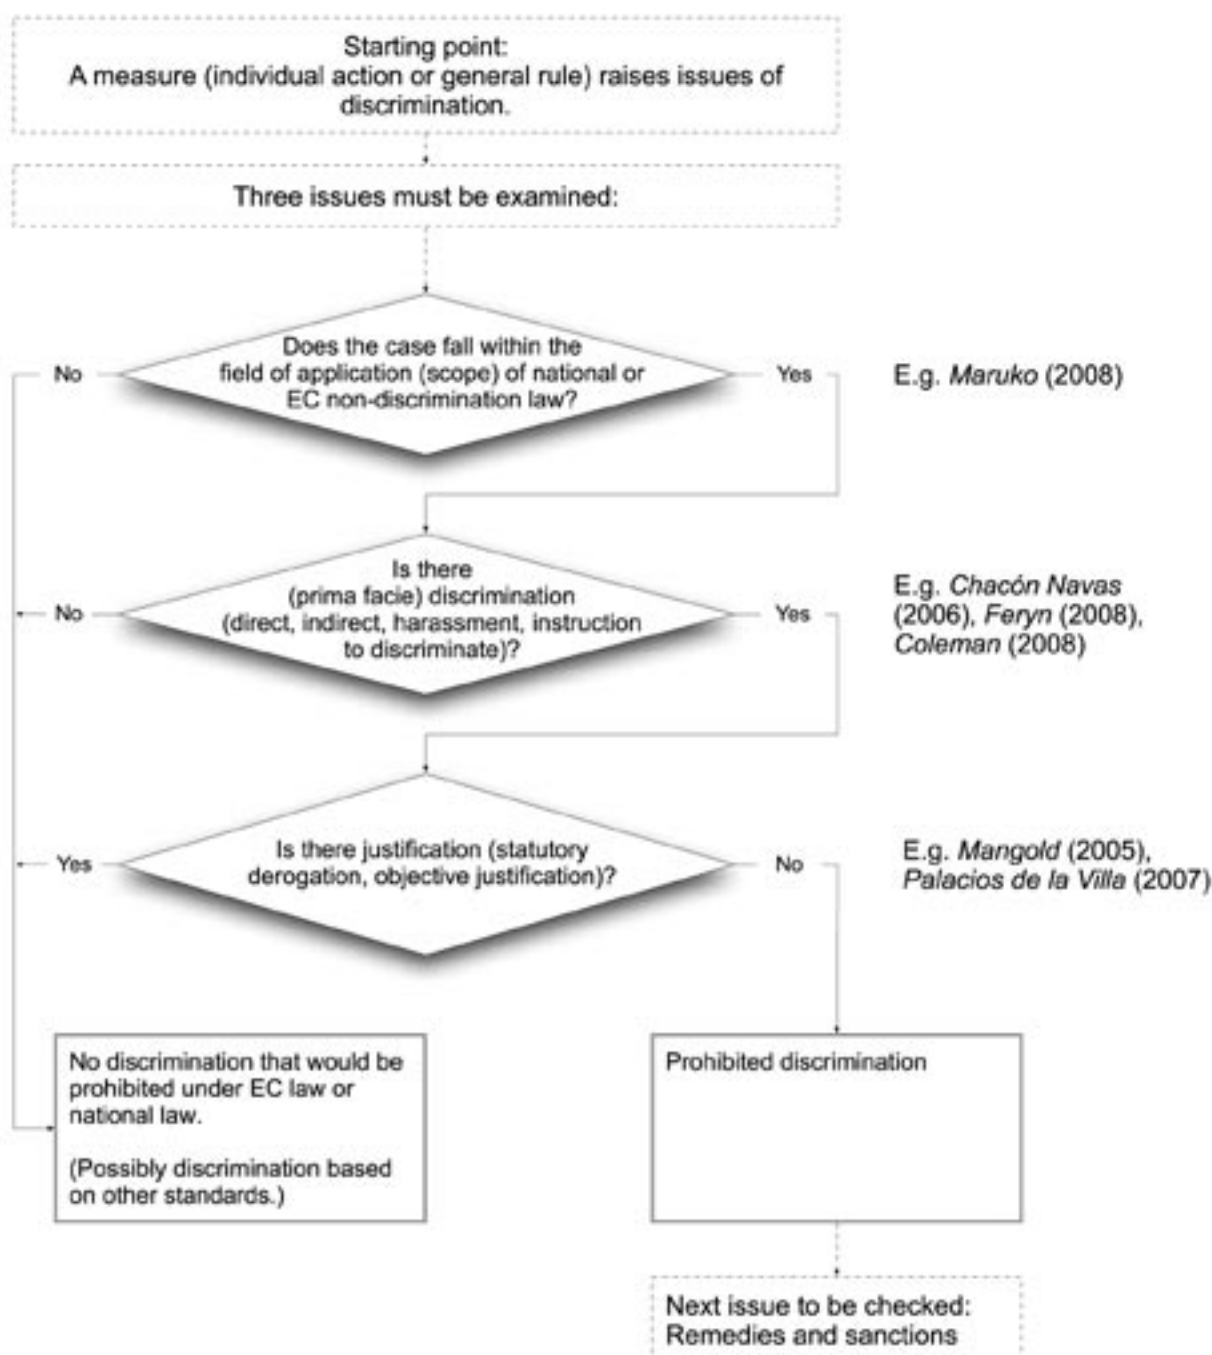 Starting point:
A measure (individual action or general rule) raises issues of
discrimination.
Three issues must be examined:
Does the case fall within the
field of application (scope) of national or
EC non-discrimination law?
No
Yes
E.g. Maruko (2008)
Is there
(prima facie) discrimination
(direct, indirect, harassment, instruction
to discriminate)?
No
Yes
E.g. Chacón Navas
(2006), Feryn (2008),
Coleman (2008)
Is there justification (statutory
derogation, objective justification)?
Yes
No
E.g. Mangold (2005),
Palacios de la Villa (2007)
No discrimination that would be
prohibited under EC law or
national law.
(Possibly discrimination based
on other standards.)
Prohibited discrimination
Next issue to be checked:
Remedies and sanctions